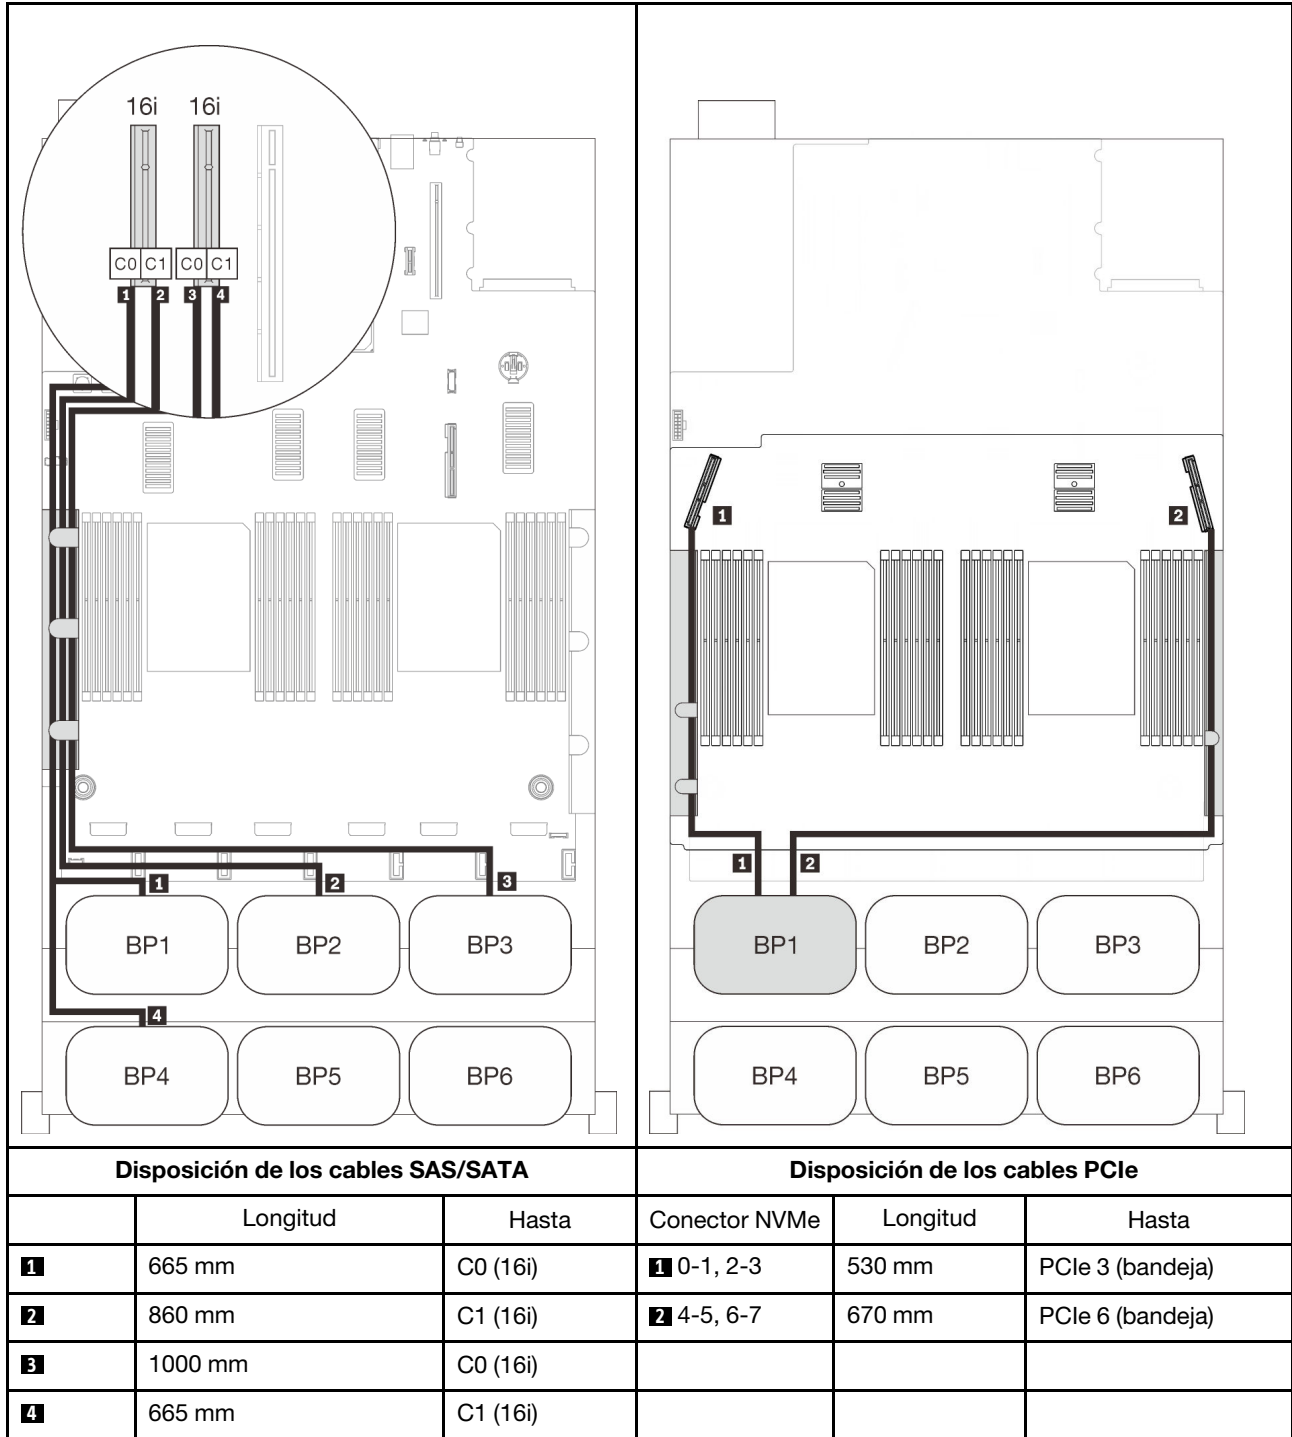 16i 16i
C0 C1 C0 C1
1 2 3 4
1 2 3
BP1 BP2 BP3
4
BP4 BP5 BP6
1 2
1 2
BP1 BP2 BP3
BP4 BP5 BP6
Disposición de los cables SAS/SATA Disposición de los cables PCIe
Longitud Hasta Conector NVMe Longitud Hasta
1 665 mm C0 (16i) 1 0-1, 2-3 530 mm PCIe 3 (bandeja)
2 860 mm C1 (16i) 2 4-5, 6-7 670 mm PCIe 6 (bandeja)
3 1000 mm C0 (16i)
4 665 mm C1 (16i)